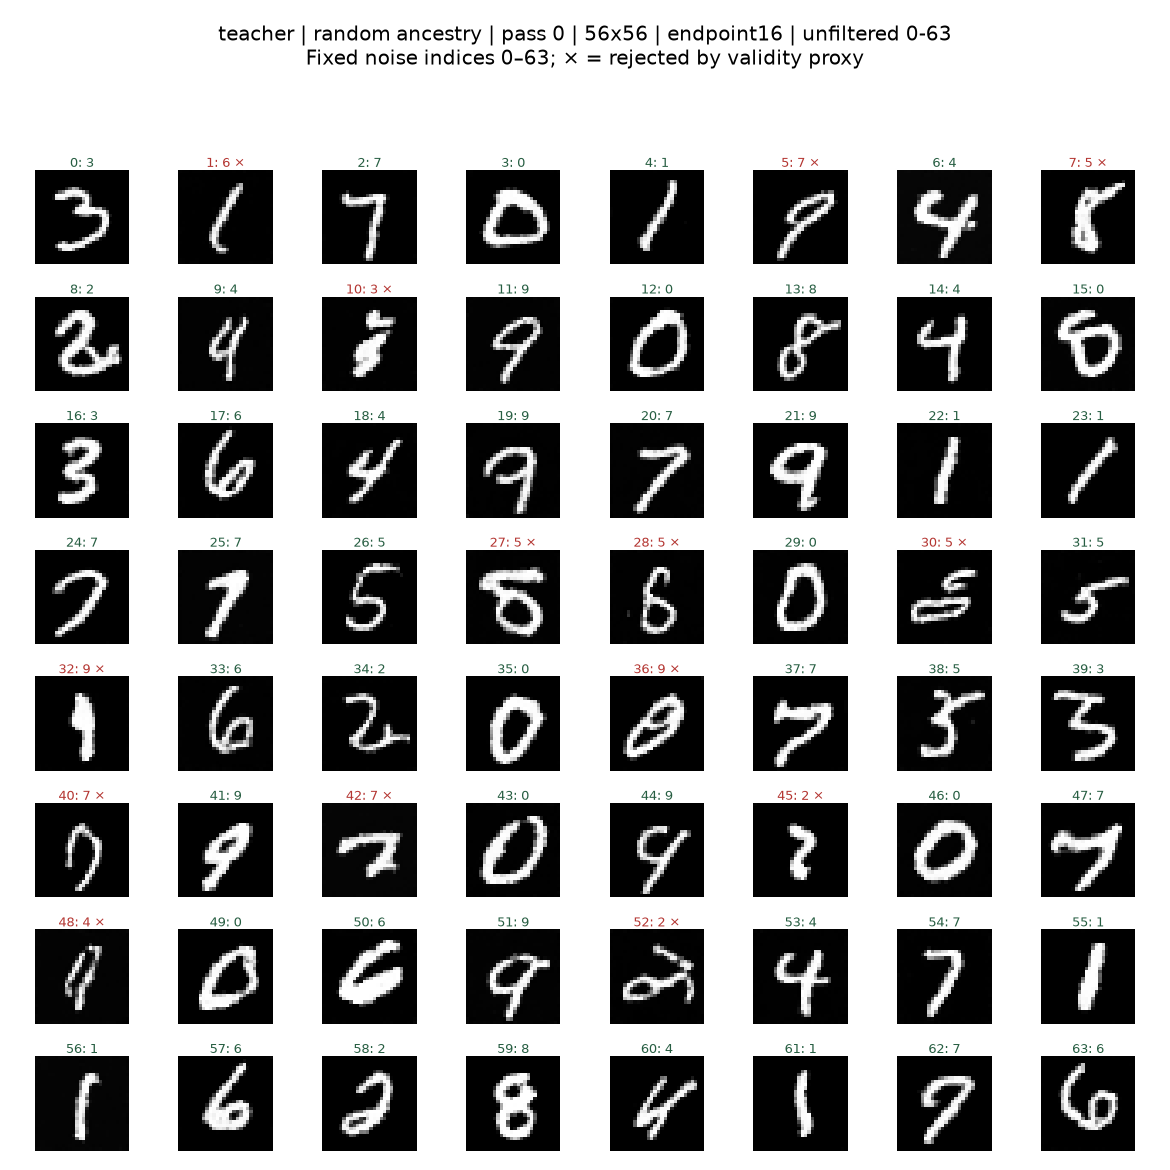 teacher | random ancestry | pass 0 | 56x56 | endpoint16 | unfiltered 0-63
Fixed noise indices 0–63; × = rejected by validity proxy
0: 3 1: 6 × 2: 7 3: 0 4: 1 5: 7 × 6: 4 7: 5 ×
8: 2 9: 4 10: 3 × 11: 9 12: 0 13: 8 14: 4 15: 0
16: 3 17: 6 18: 4 19: 9 20: 7 21: 9 22: 1 23: 1
24: 7 25: 7 26: 5 27: 5 × 28: 5 × 29: 0 30: 5 × 31: 5
32: 9 × 33: 6 34: 2 35: 0 36: 9 × 37: 7 38: 5 39: 3
40: 7 × 41: 9 42: 7 × 43: 0 44: 9 45: 2 × 46: 0 47: 7
48: 4 × 49: 0 50: 6 51: 9 52: 2 × 53: 4 54: 7 55: 1
56: 1 57: 6 58: 2 59: 8 60: 4 61: 1 62: 7 63: 6